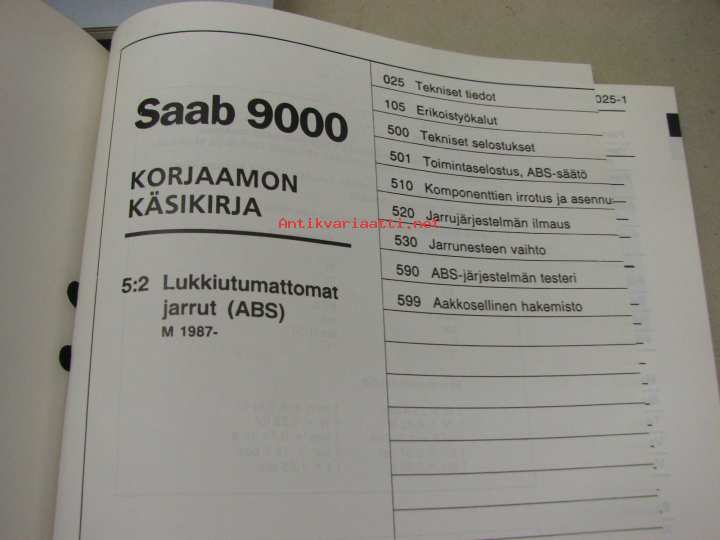 Saab 9000
KORJAAMON
KÄSIKIRJA
5:2 Lukkiutumattomat
jarrut (ABS)
M 1987-
025 Tekniset tiedot
105 Erikoistyökalut
500 Tekniset selostukset
501 Toimintaselostus, ABS-säätö
510 Komponenttien irrotus ja asennu
520 Jarrujärjestelmän ilmaus
530 Jarrunesteen vaihto
590 ABS-järjestelmän testeri
599 Aakkosellinen hakemisto
025-1
Antikvariaatti.net